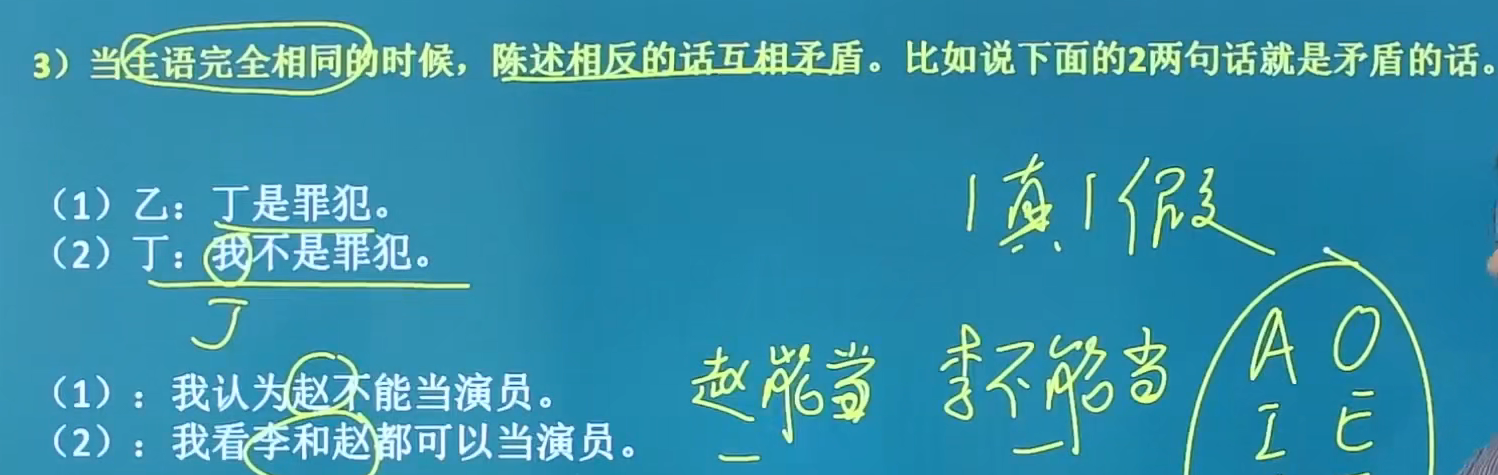 3）当主语完全相同的时候，陈述相反的话互相矛盾。比如说下面的2两句话就是矛盾的话。
（1）乙：丁是罪犯。
1真1假
（2）丁：我不是罪犯。
丁
A O
赵能当 李不能当
（1）：我认为赵不能当演员。
I E
（2）：我看李和赵都可以当演员。